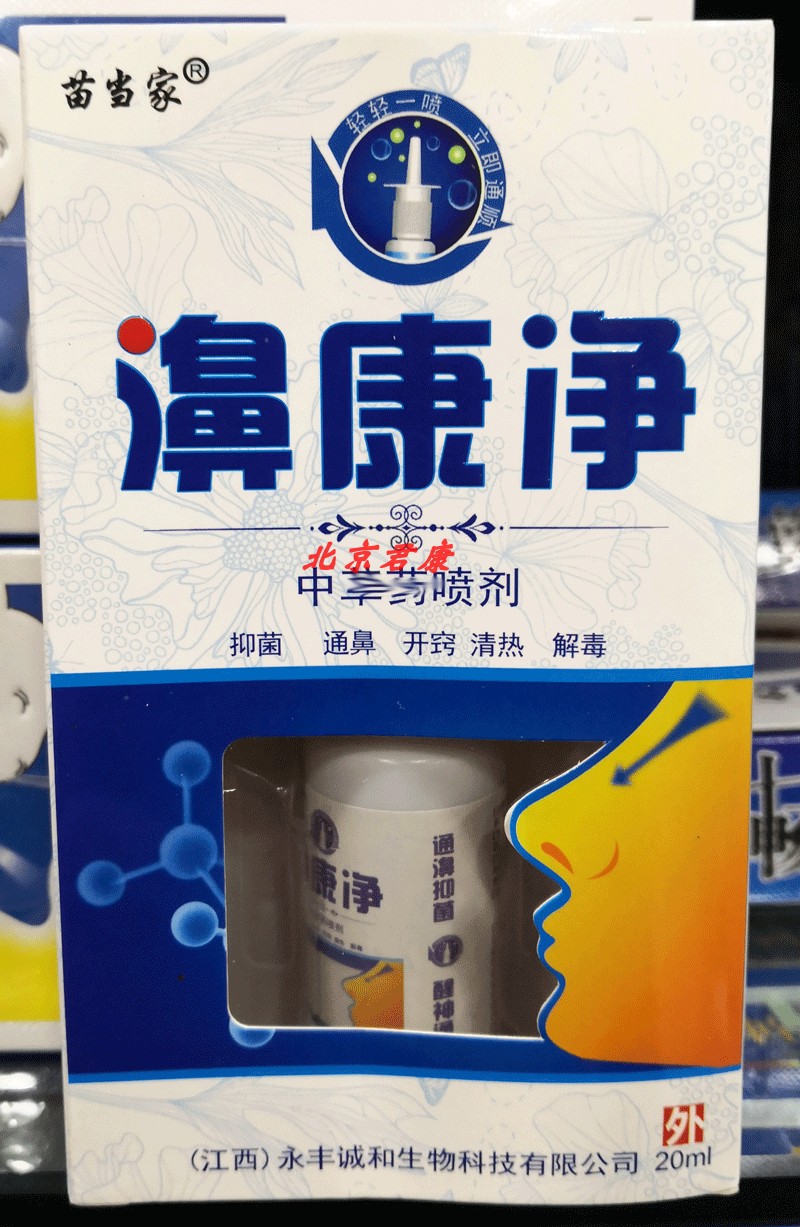 苗当家®
轻轻一喷 立即通顺
濞康净
北京君康
中草药喷剂
抑菌 通鼻 开窍 清热 解毒
康净
通濞抑菌
醒神通
外
(江西)永丰诚和生物科技有限公司 20ml